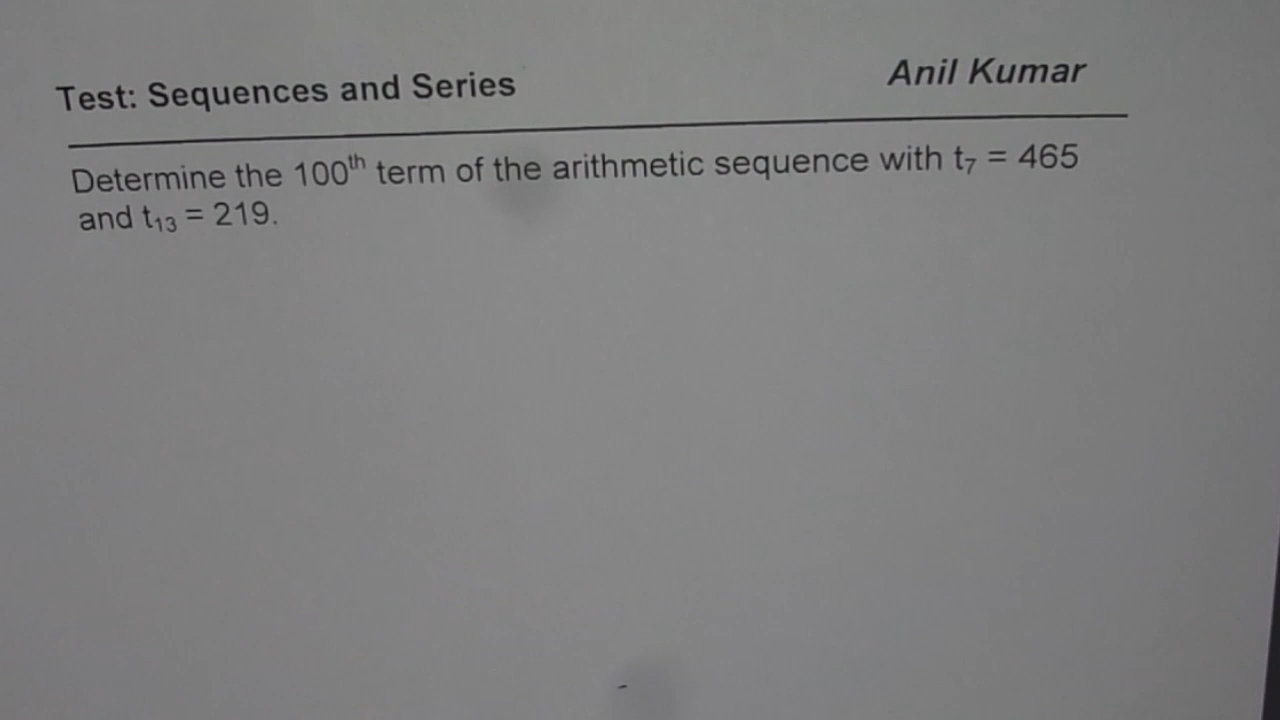 Test: Sequences and Series Anil Kumar
Determine the 100th term of the arithmetic sequence with t₇ = 465
and t₁₃ = 219.